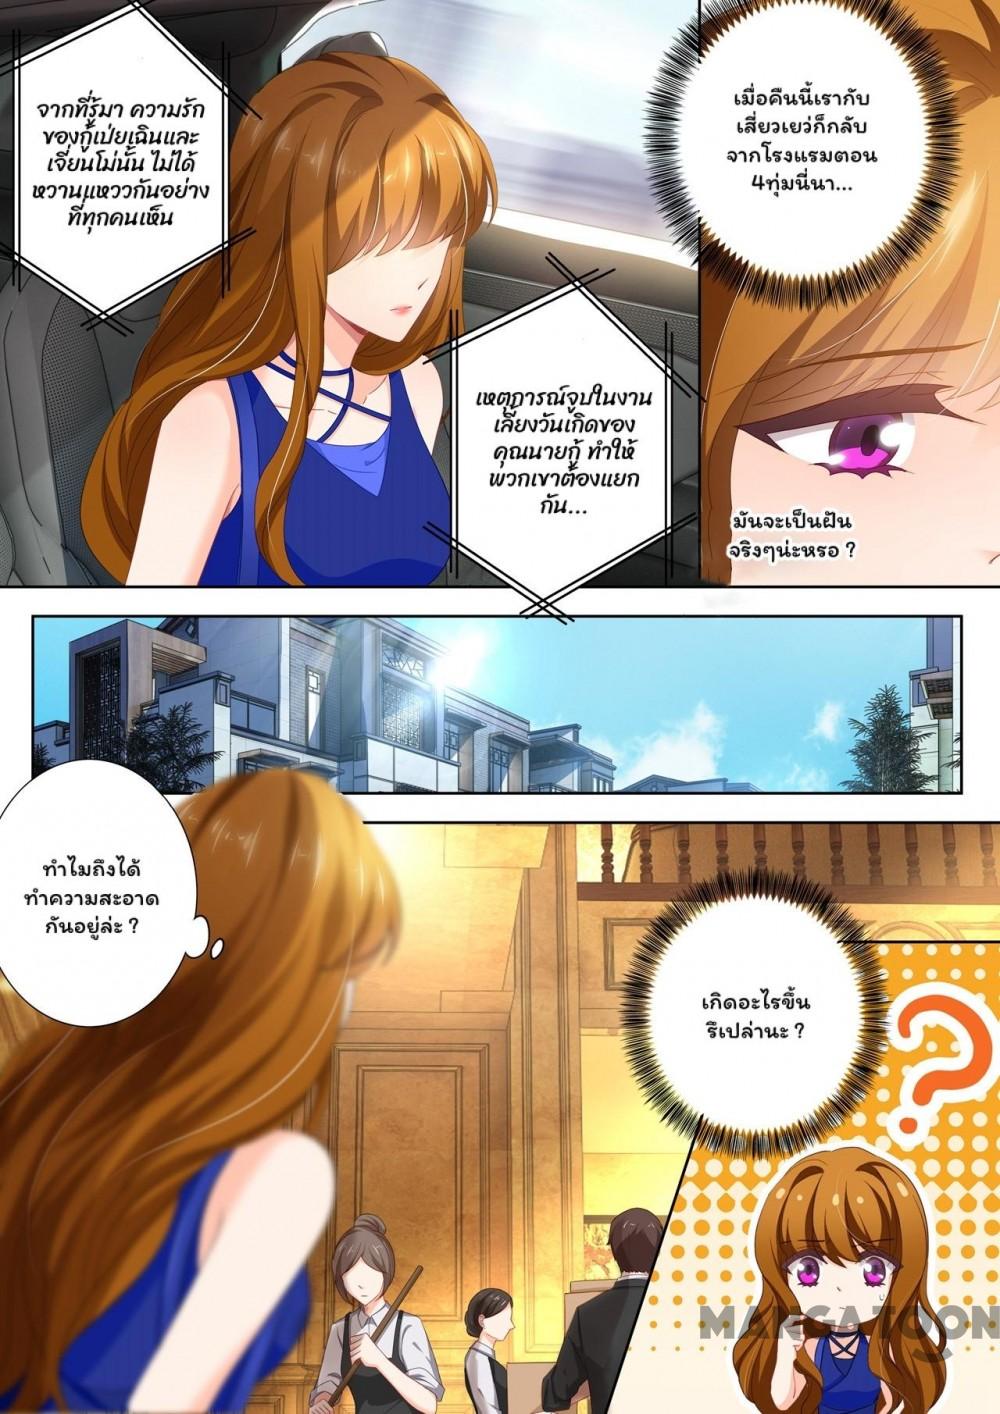 จากที่รู้มา ความรัก
ของกู้เป่ยเฉินและ
เจี่ยนโม่นั้น ไม่ได้
หวานแหววกันอย่าง
ที่ทุกคนเห็น
เมื่อคืนนี้เรากับ
เสี่ยวเยว่ก็กลับ
จากโรงแรมตอน
4ทุ่มนี่นา...
เหตุการณ์จูบในงาน
เลี้ยงวันเกิดของ
คุณนายกู้ ทำให้
พวกเขาต้องแยก
กัน...
มันจะเป็นฝัน
จริงๆน่ะหรอ ?
ทำไมถึงได้
ทำความสะอาด
กันอยู่ล่ะ ?
เกิดอะไรขึ้น
รึเปล่านะ ?
?
MANGATOON